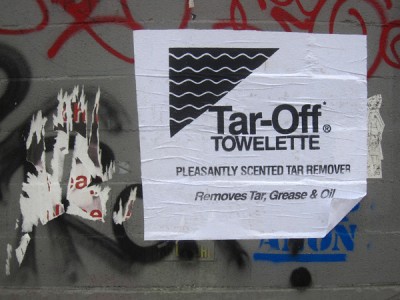 Tar-Off®
TOWELETTE
PLEASANTLY SCENTED TAR REMOVER
Removes Tar, Grease & Oil